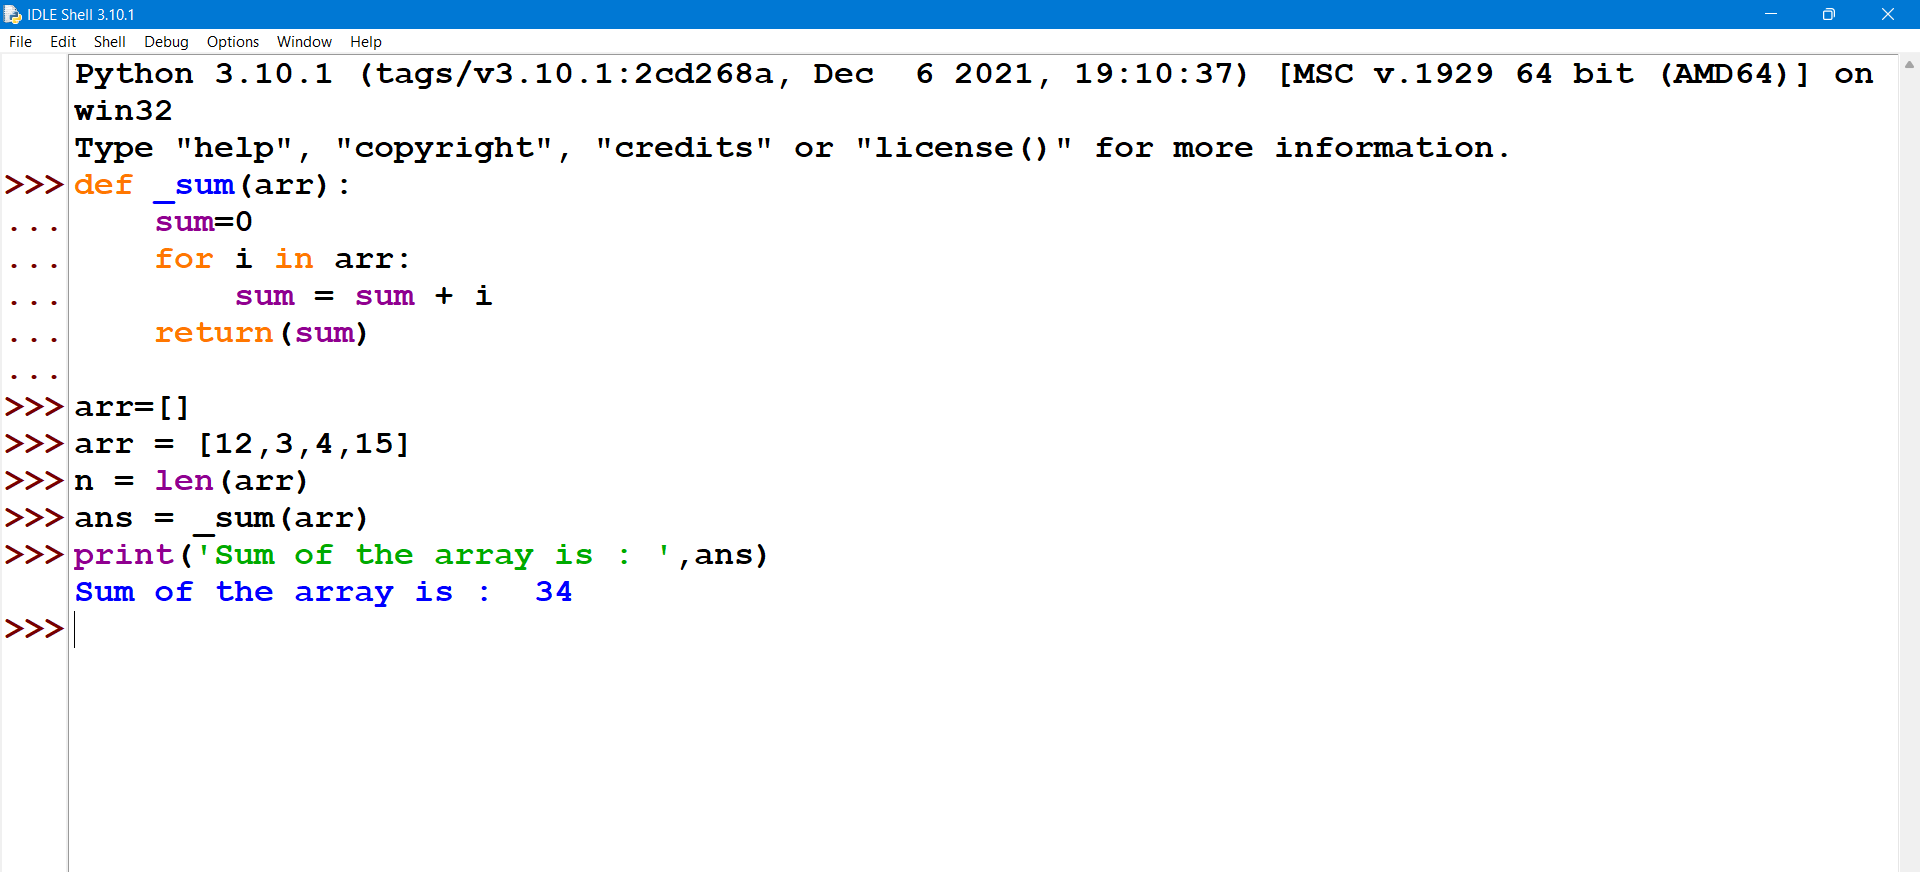 IDLE Shell 3.10.1
File Edit Shell Debug Options Window Help
Python 3.10.1 (tags/v3.10.1:2cd268a, Dec  6 2021, 19:10:37) [MSC v.1929 64 bit (AMD64)] on
win32
Type "help", "copyright", "credits" or "license()" for more information.
>>> def _sum(arr):
...     sum=0
...     for i in arr:
...         sum = sum + i
...     return(sum)
...
>>> arr=[]
>>> arr = [12,3,4,15]
>>> n = len(arr)
>>> ans = _sum(arr)
>>> print('Sum of the array is : ',ans)
Sum of the array is :  34
>>>